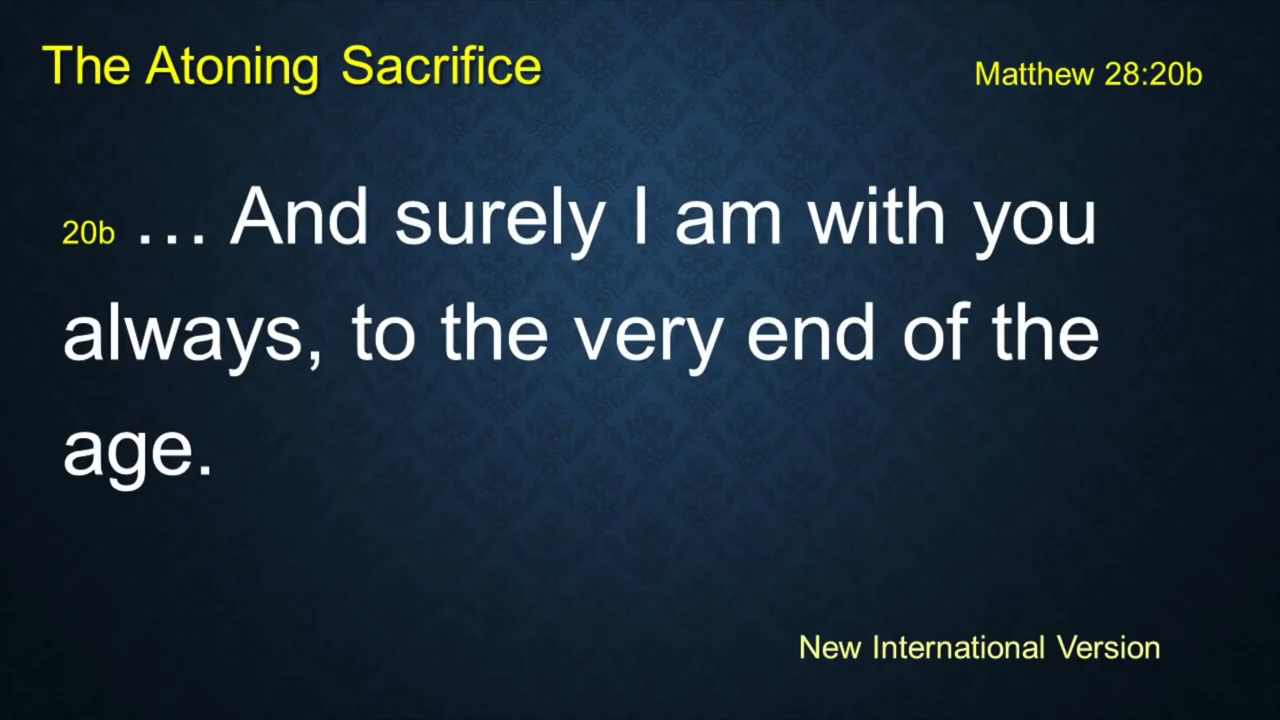 The Atoning Sacrifice
Matthew 28:20b
20b … And surely I am with you
always, to the very end of the
age.
New International Version